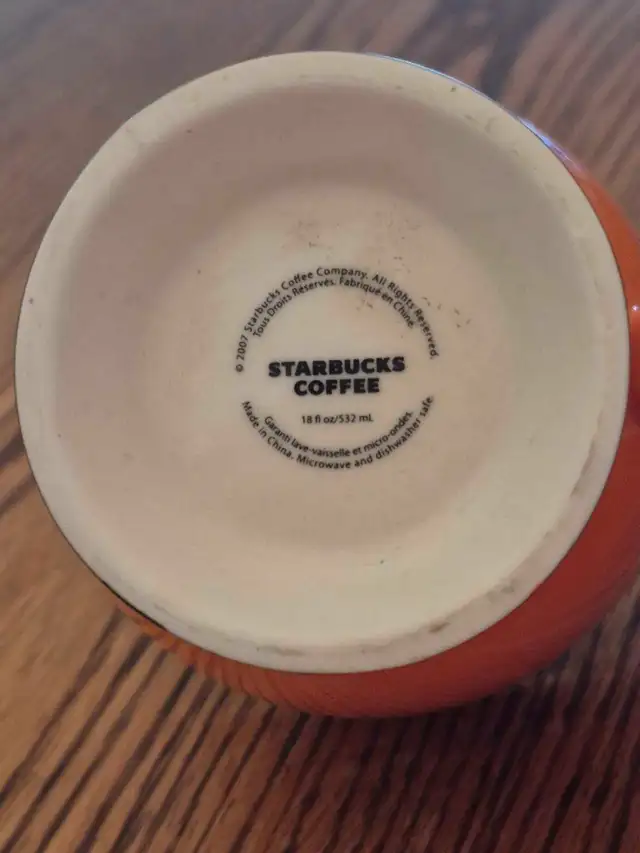 © 2007 Starbucks Coffee Company. All Rights Reserved.
Tous Droits Réservés. Fabriqué en Chine.
STARBUCKS
COFFEE
18 fl oz/532 mL
Garanti lave-vaisselle et micro-ondes.
Made in China. Microwave and dishwasher safe.